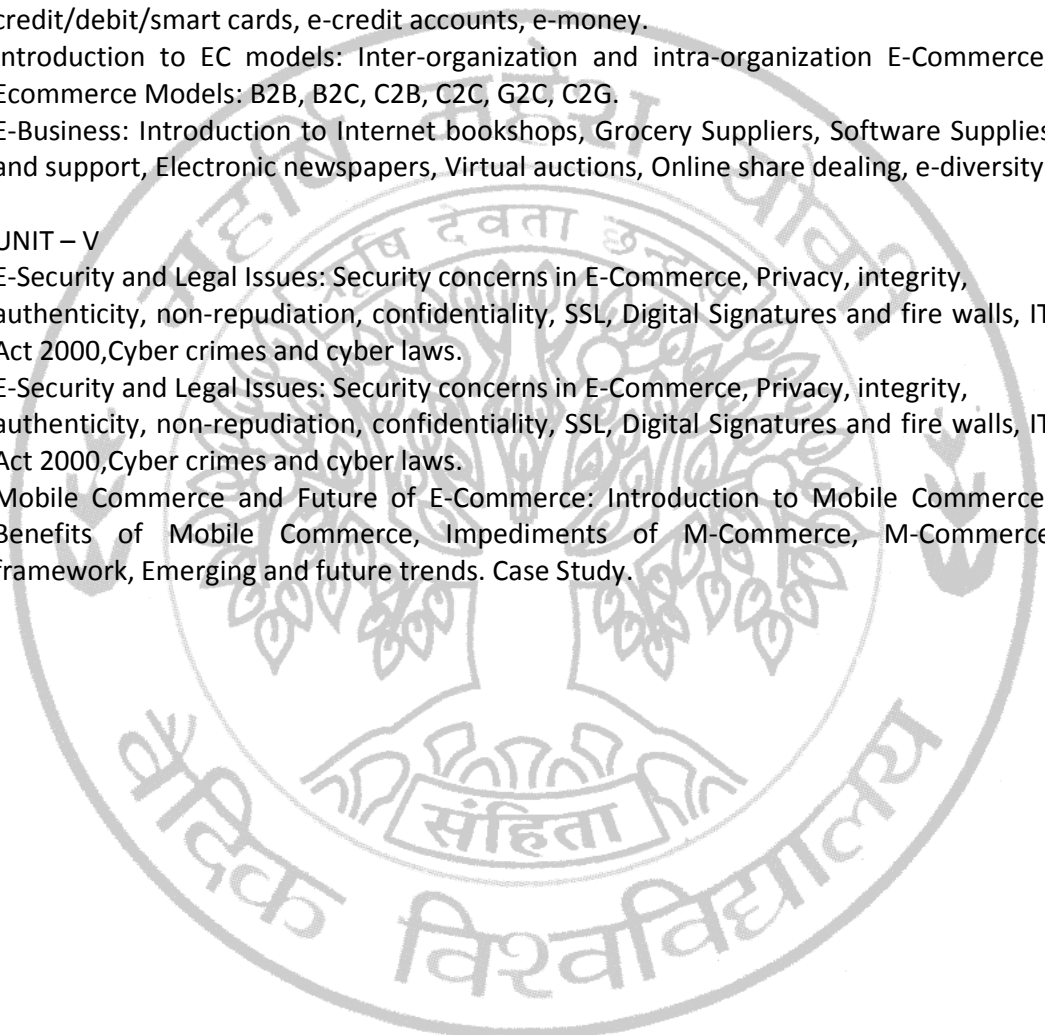 credit/debit/smart cards, e-credit accounts, e-money.
Introduction to EC models: Inter-organization and intra-organization E-Commerce
Ecommerce Models: B2B, B2C, C2B, C2C, G2C, C2G.
E-Business: Introduction to Internet bookshops, Grocery Suppliers, Software Supplies
and support, Electronic newspapers, Virtual auctions, Online share dealing, e-diversity
UNIT – V
E-Security and Legal Issues: Security concerns in E-Commerce, Privacy, integrity,
authenticity, non-repudiation, confidentiality, SSL, Digital Signatures and fire walls, IT
Act 2000,Cyber crimes and cyber laws.
E-Security and Legal Issues: Security concerns in E-Commerce, Privacy, integrity,
authenticity, non-repudiation, confidentiality, SSL, Digital Signatures and fire walls, IT
Act 2000,Cyber crimes and cyber laws.
Mobile Commerce and Future of E-Commerce: Introduction to Mobile Commerce
Benefits of Mobile Commerce, Impediments of M-Commerce, M-Commerce
framework, Emerging and future trends. Case Study.
महर्षि महेश योगी
देवता
संहिता
वैदिक विश्वविद्यालय